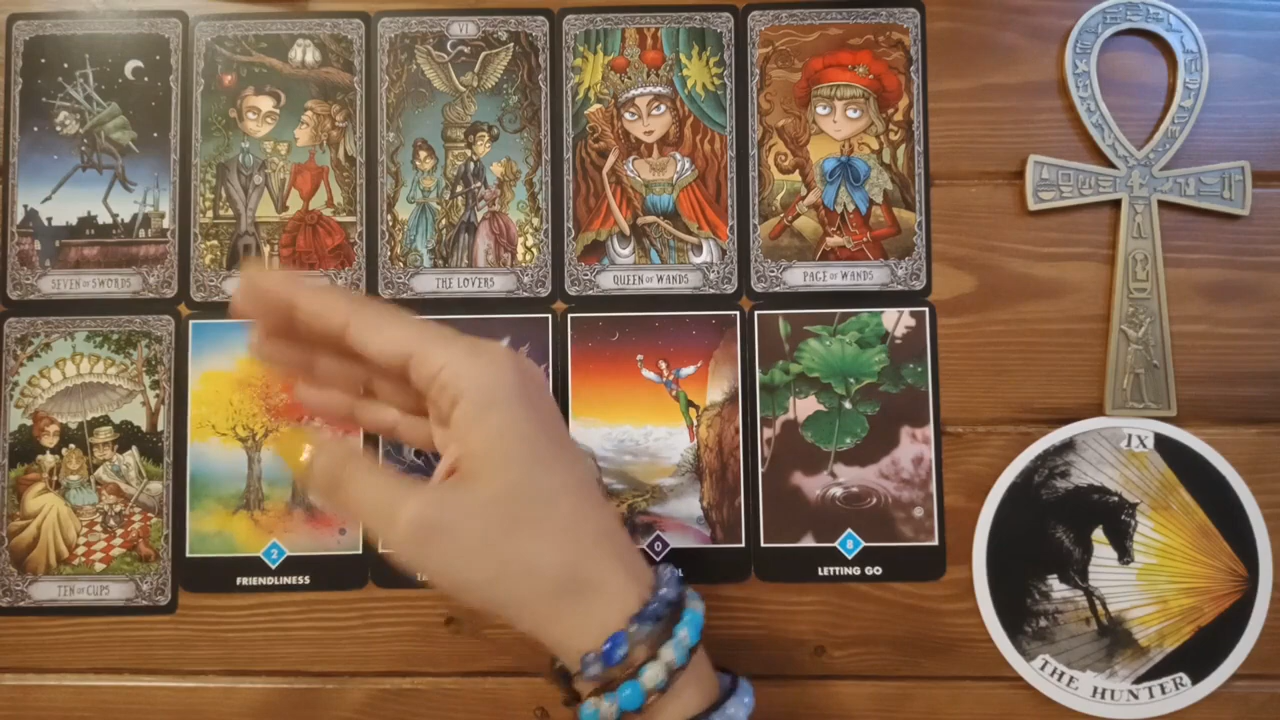 VI
SEVEN OF SWORDS
THE LOVERS
QUEEN OF WANDS
PAGE OF WANDS
TEN OF CUPS
2
FRIENDLINESS
0
8
LETTING GO
IX
THE HUNTER